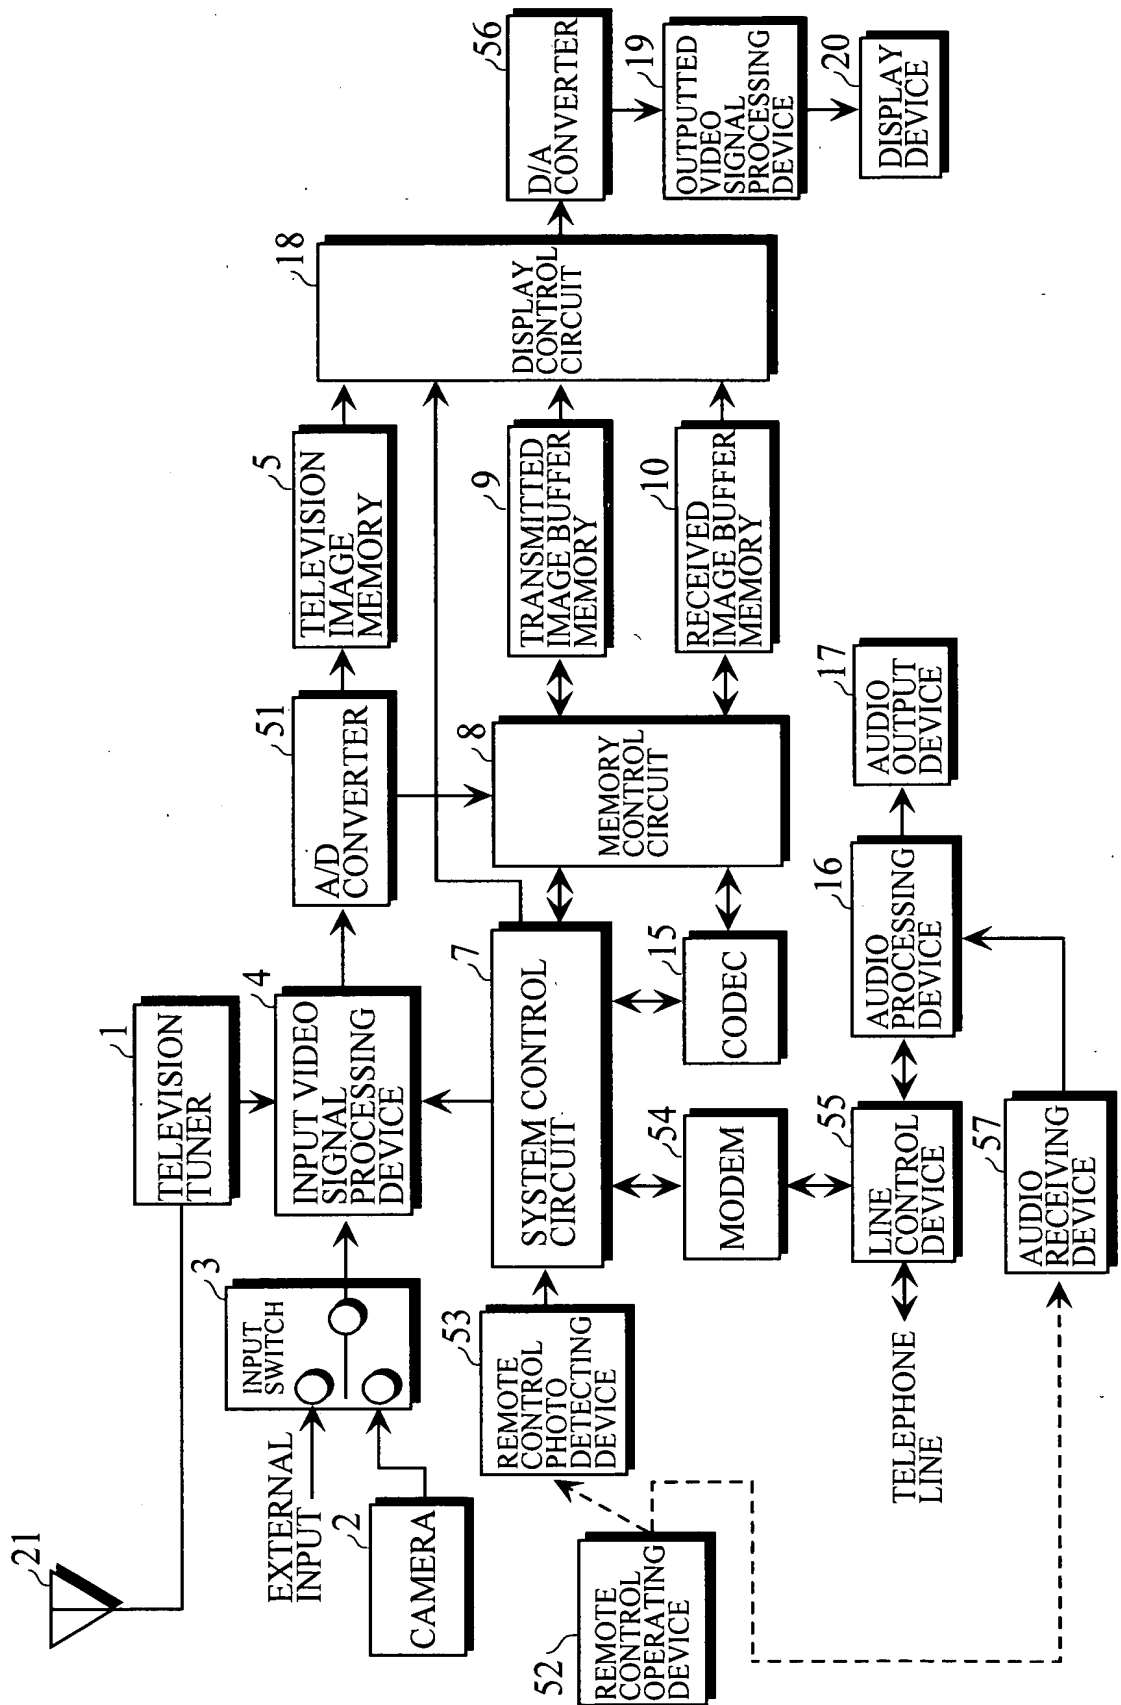 21
EXTERNAL
INPUT
2
CAMERA
3
INPUT
SWITCH
1
TELEVISION
TUNER
4
INPUT VIDEO
SIGNAL
PROCESSING
DEVICE
51
A/D
CONVERTER
5
TELEVISION
IMAGE
MEMORY
18
DISPLAY
CONTROL
CIRCUIT
56
D/A
CONVERTER
19
OUTPUTTED
VIDEO
SIGNAL
PROCESSING
DEVICE
20
DISPLAY
DEVICE
52
REMOTE
CONTROL
OPERATING
DEVICE
53
REMOTE
CONTROL
PHOTO
DETECTING
DEVICE
7
SYSTEM CONTROL
CIRCUIT
8
MEMORY
CONTROL
CIRCUIT
9
TRANSMITTED
IMAGE BUFFER
MEMORY
10
RECEIVED
IMAGE BUFFER
MEMORY
54
MODEM
15
CODEC
TELEPHONE
LINE
55
LINE
CONTROL
DEVICE
16
AUDIO
PROCESSING
DEVICE
17
AUDIO
OUTPUT
DEVICE
57
AUDIO
RECEIVING
DEVICE